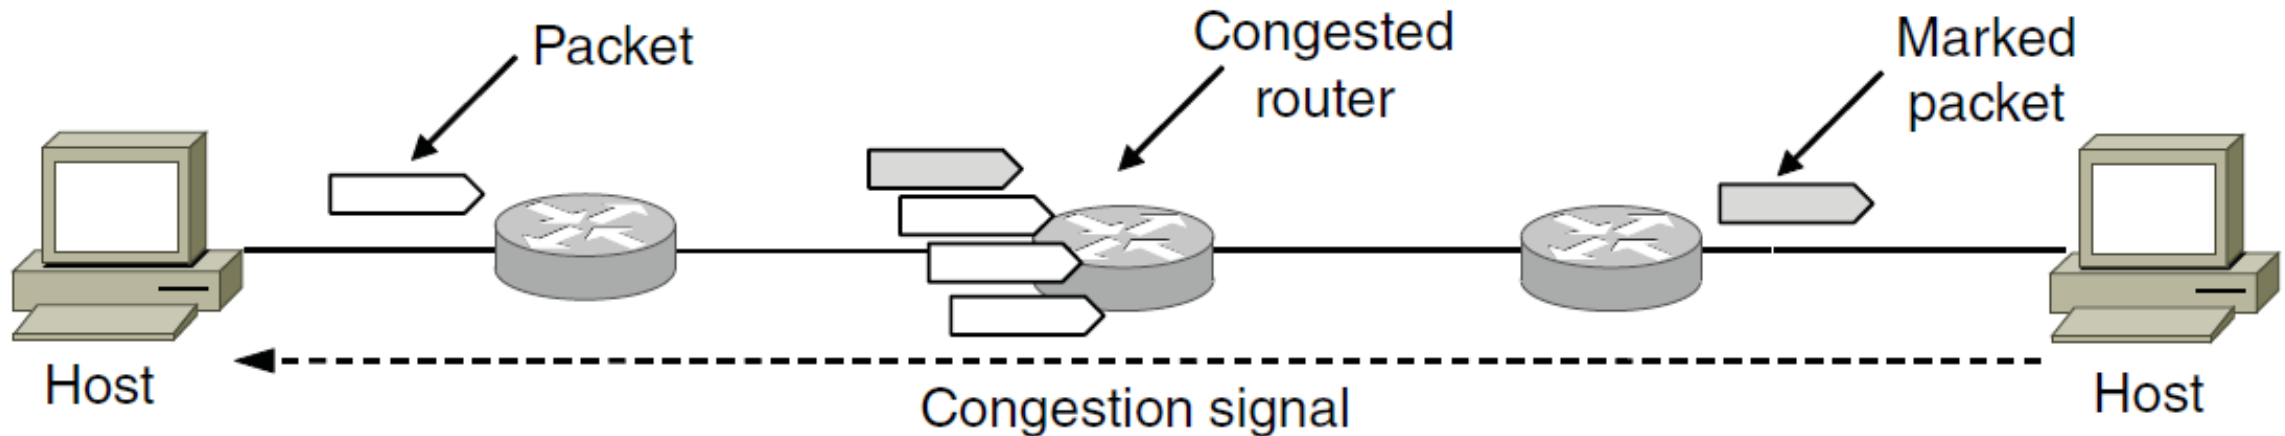 Packet
Congested
router
Marked
packet
Host
Congestion signal
Host